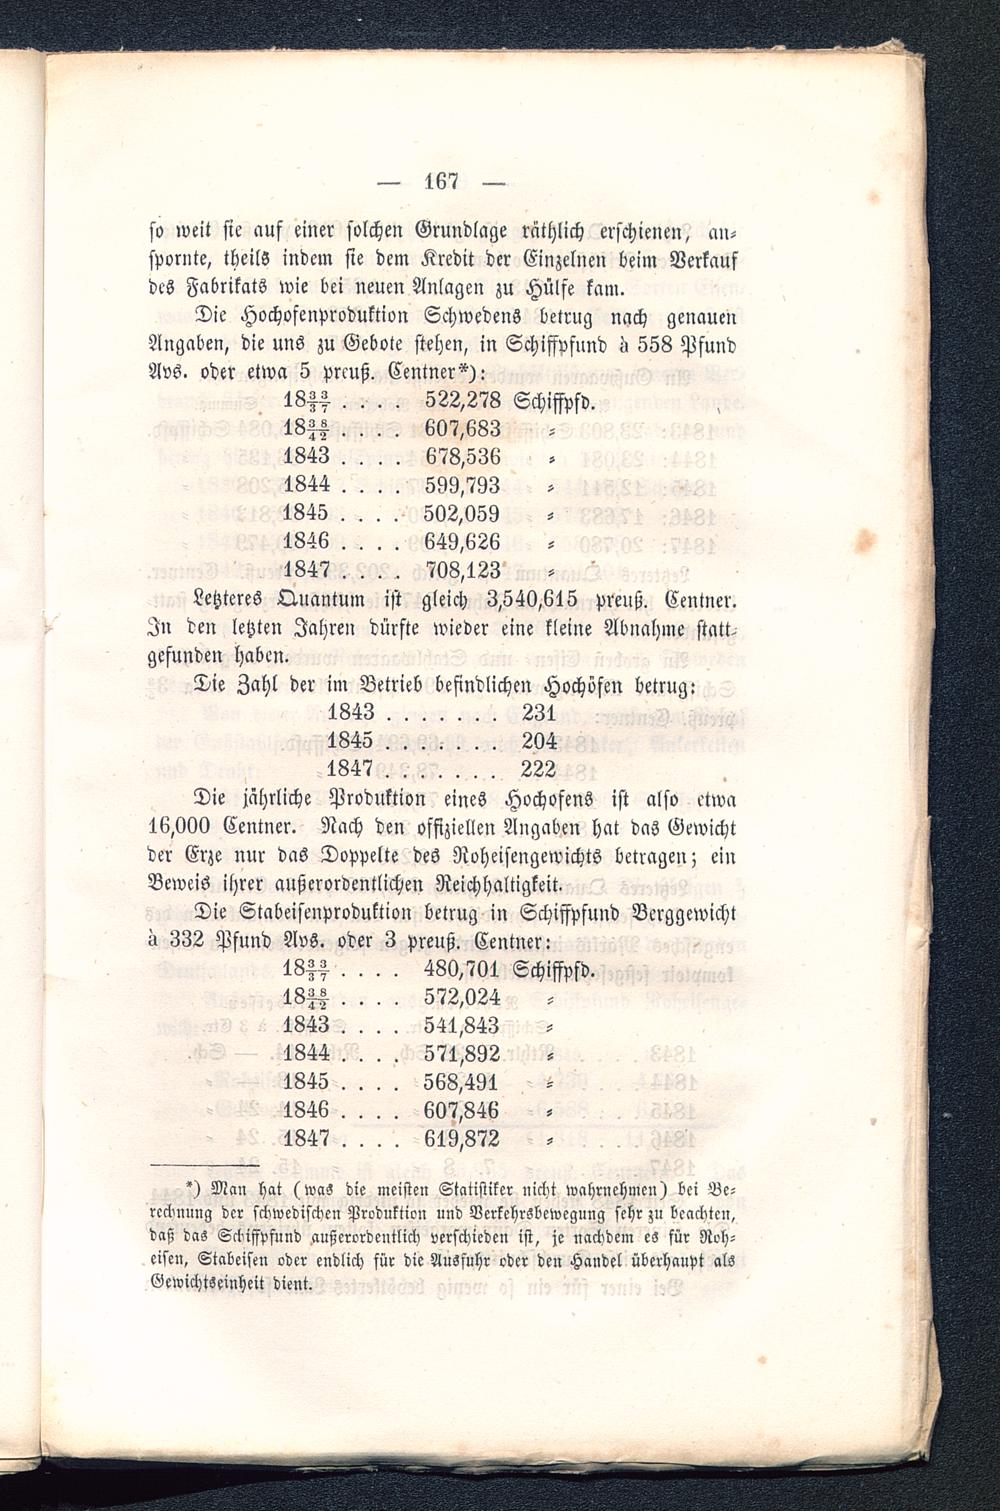 — 167 —
so weit sie auf einer solchen Grundlage räthlich erschienen, an-
spornte, theils indem sie dem Kredit der Einzelnen beim Verkauf
des Fabrikats wie bei neuen Anlagen zu Hülfe kam.
Die Hochofenproduktion Schwedens betrug nach genauen
Angaben, die uns zu Gebote stehen, in Schiffpfund à 558 Pfund
Avs. oder etwa 5 preuß. Centner*):
18 33/37 . . . . 522,278 Schiffpfd.
18 38/42 . . . . 607,683 "
1843 . . . . 678,536 "
1844 . . . . 599,793 "
1845 . . . . 502,059 "
1846 . . . . 649,626 "
1847 . . . . 708,123 "
Letzteres Quantum ist gleich 3,540,615 preuß. Centner.
In den letzten Jahren dürfte wieder eine kleine Abnahme statt-
gefunden haben.
Die Zahl der im Betrieb befindlichen Hochöfen betrug:
1843 . . . . . . . 231
1845 . . . . . . . 204
1847 . . . . . . . 222
Die jährliche Produktion eines Hochofens ist also etwa
16,000 Centner. Nach den offiziellen Angaben hat das Gewicht
der Erze nur das Doppelte des Roheisengewichts betragen; ein
Beweis ihrer außerordentlichen Reichhaltigkeit.
Die Stabeisenproduktion betrug in Schiffpfund Berggewicht
à 332 Pfund Avs. oder 3 preuß. Centner:
18 33/37 . . . . 480,701 Schiffpfd.
18 38/42 . . . . 572,024 "
1843 . . . . 541,843 "
1844 . . . . 571,892 "
1845 . . . . 568,491 "
1846 . . . . 607,846 "
1847 . . . . 619,872 "
*) Man hat (was die meisten Statistiker nicht wahrnehmen) bei Be-
rechnung der schwedischen Produktion und Verkehrsbewegung sehr zu beachten,
daß das Schiffpfund außerordentlich verschieden ist, je nachdem es für Roh-
eisen, Stabeisen oder endlich für die Ausfuhr oder den Handel überhaupt als
Gewichtseinheit dient.